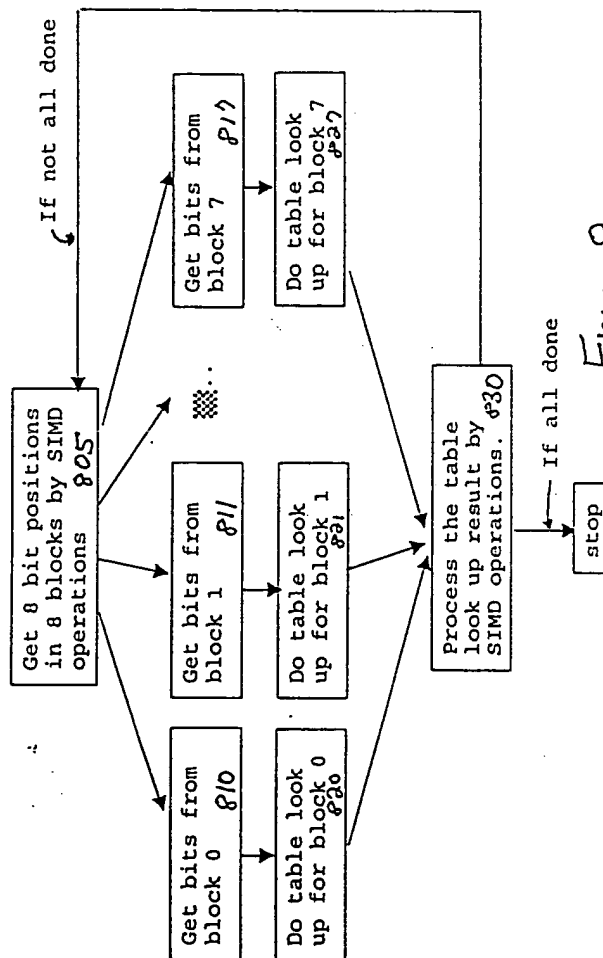 Get 8 bit positions
in 8 blocks by SIMD
operations 805
If not all done
Get bits from
block 0 810
Get bits from
block 1 811
Get bits from
block 7 817
Do table look
up for block 0
820
Do table look
up for block 1
821
Do table look
up for block 7
827
Process the table
look up result by
SIMD operations. 830
If all done
stop